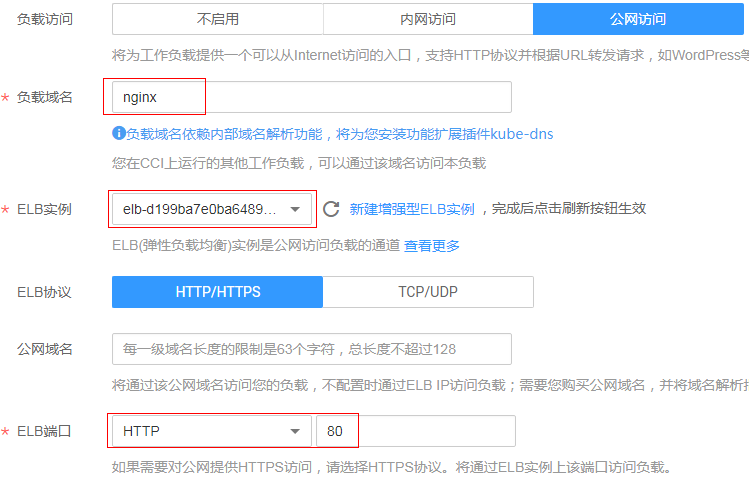 负载访问 不启用 内网访问 公网访问
将为工作负载提供一个可以从Internet访问的入口，支持HTTP协议并根据URL转发请求，如WordPress等
* 负载域名 nginx
负载域名依赖内部域名解析功能，将为您安装功能扩展插件kube-dns
您在CCI上运行的其他工作负载，可以通过该域名访问本负载
* ELB实例 elb-d199ba7e0ba6489... 新建增强型ELB实例 ，完成后点击刷新按钮生效
ELB(弹性负载均衡)实例是公网访问负载的通道 查看更多
ELB协议 HTTP/HTTPS TCP/UDP
公网域名 每一级域名长度的限制是63个字符，总长度不超过128
将通过该公网域名访问您的负载，不配置时通过ELB IP访问负载；需要您购买公网域名，并将域名解析
* ELB端口 HTTP 80
如果需要对公网提供HTTPS访问，请选择HTTPS协议。将通过ELB实例上该端口访问负载。